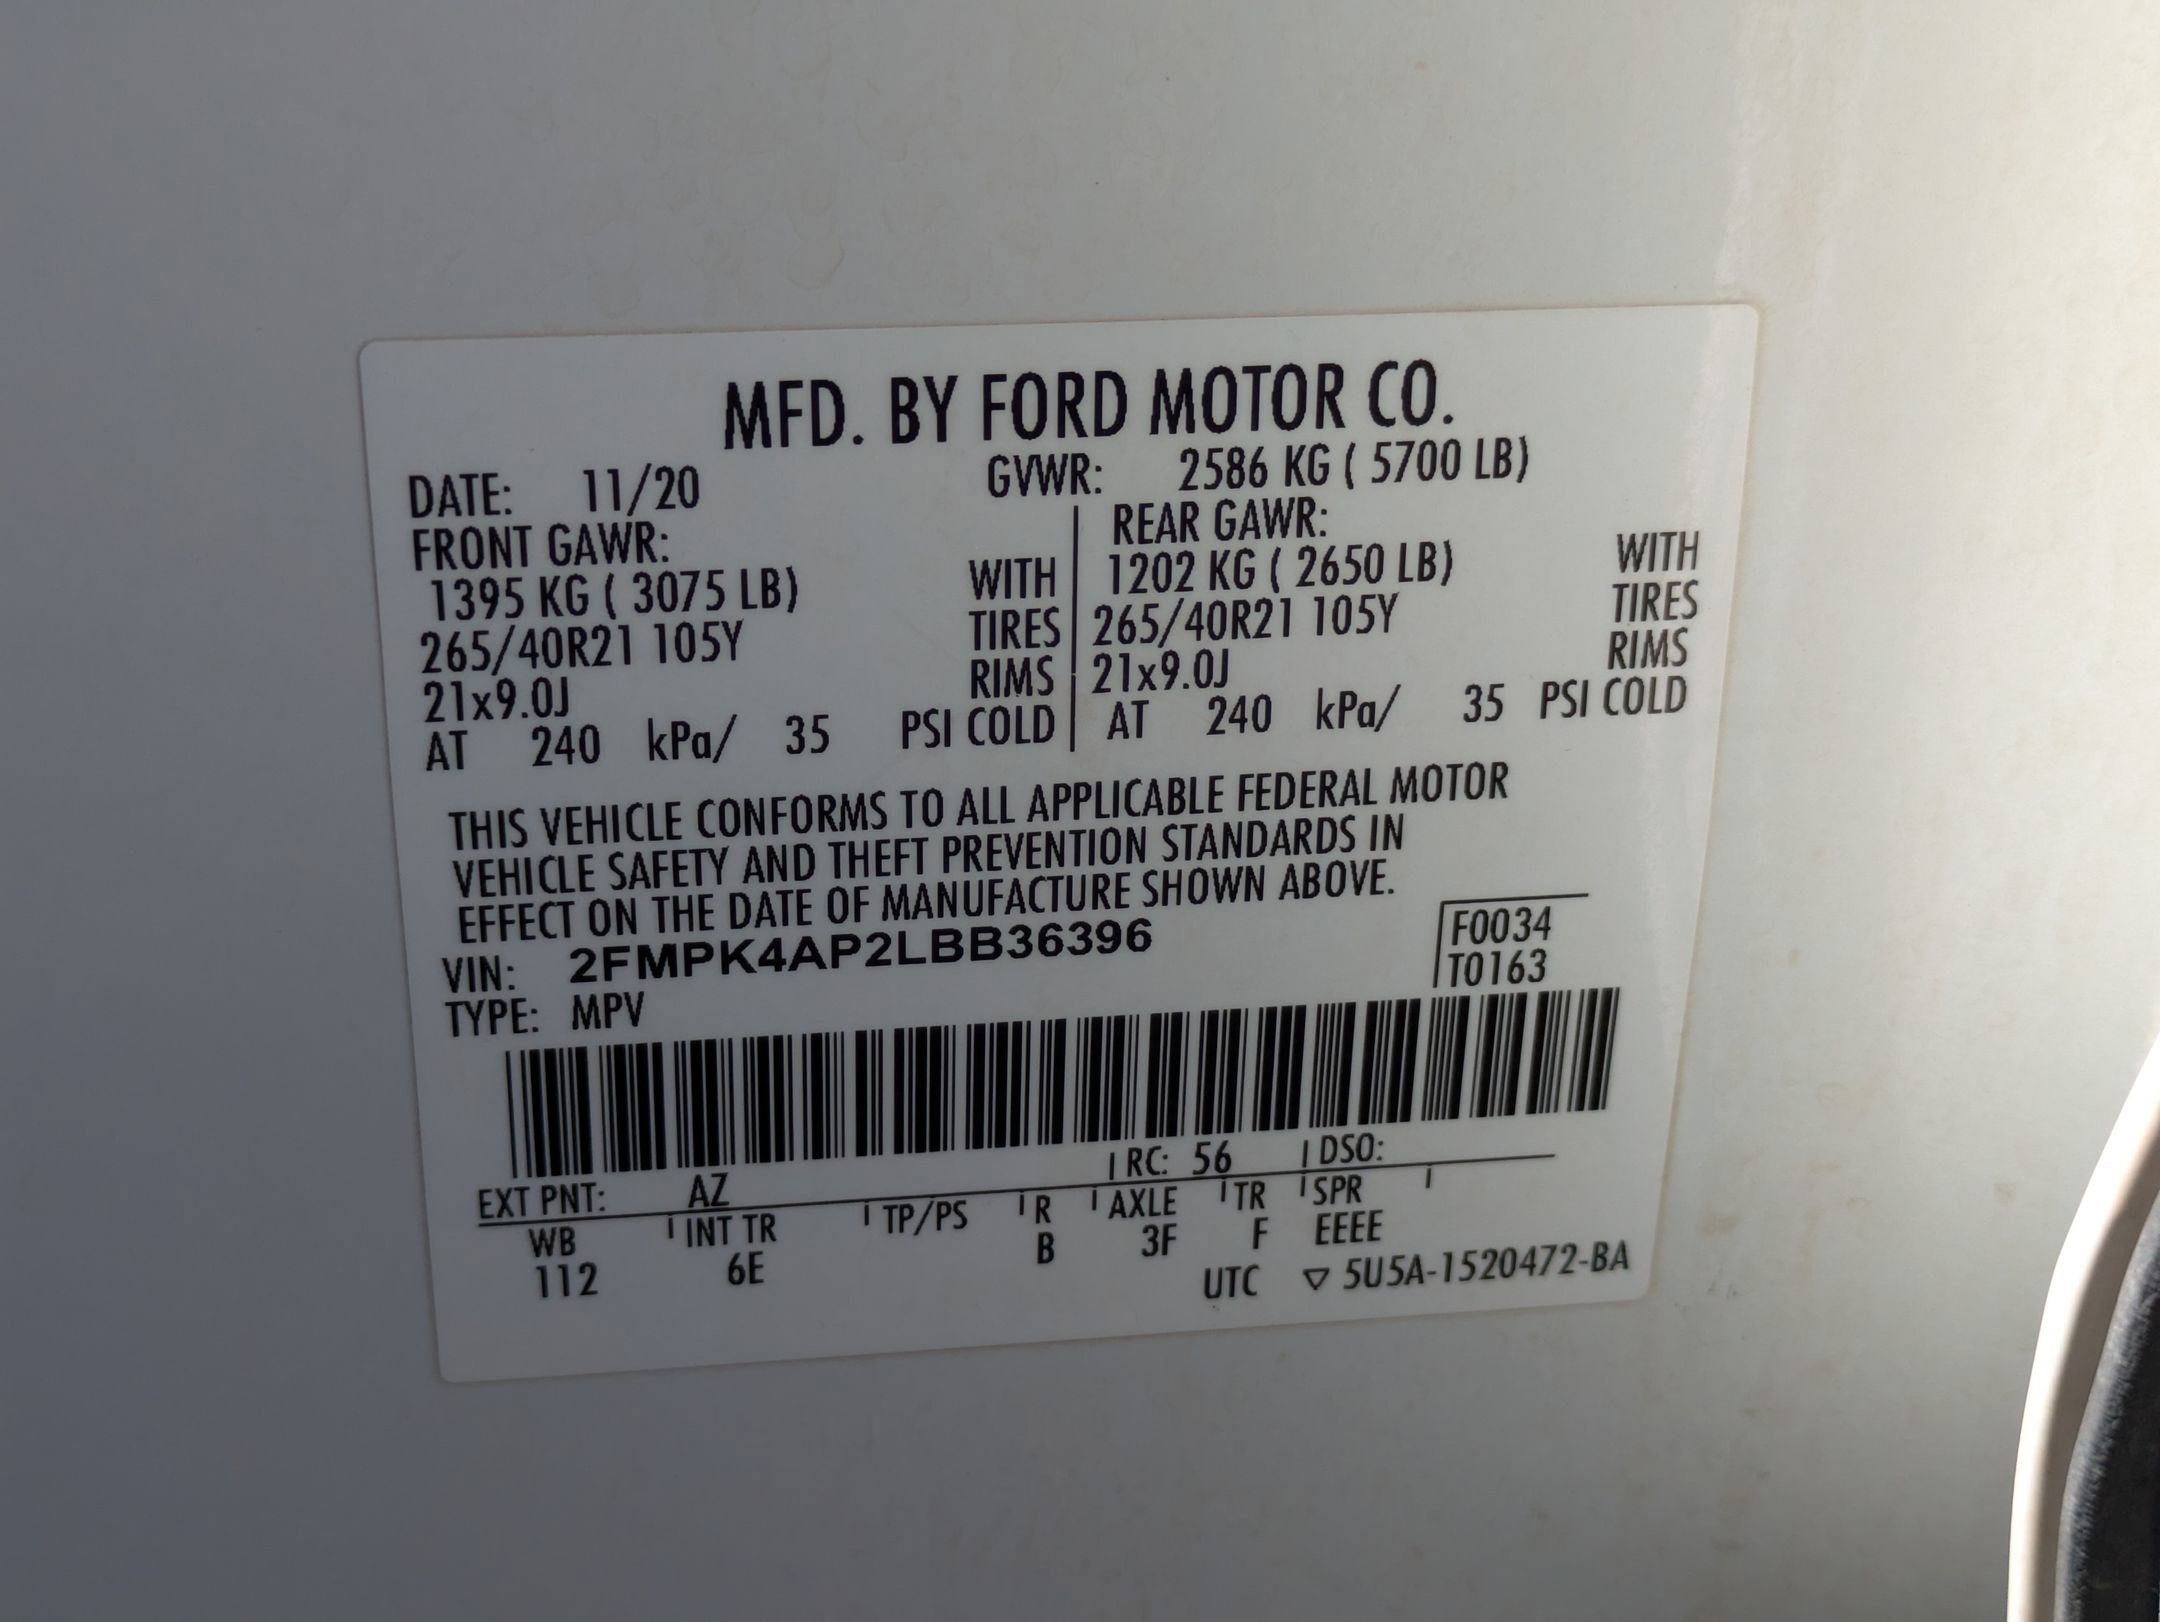 MFD. BY FORD MOTOR CO.
DATE: 11/20 GVWR: 2586 KG ( 5700 LB)
FRONT GAWR: REAR GAWR:
1395 KG ( 3075 LB) WITH 1202 KG ( 2650 LB) WITH
265/40R21 105Y TIRES 265/40R21 105Y TIRES
21x9.0J RIMS 21x9.0J RIMS
AT 240 kPa/ 35 PSI COLD AT 240 kPa/ 35 PSI COLD
THIS VEHICLE CONFORMS TO ALL APPLICABLE FEDERAL MOTOR
VEHICLE SAFETY AND THEFT PREVENTION STANDARDS IN
EFFECT ON THE DATE OF MANUFACTURE SHOWN ABOVE.
VIN: 2FMPK4AP2LBB36396 F0034
TYPE: MPV T0163
EXT PNT: AZ RC: 56 DSO:
WB INT TR TP/PS R AXLE TR SPR
112 6E B 3F F EEEE
UTC ▽ 5U5A-1520472-BA